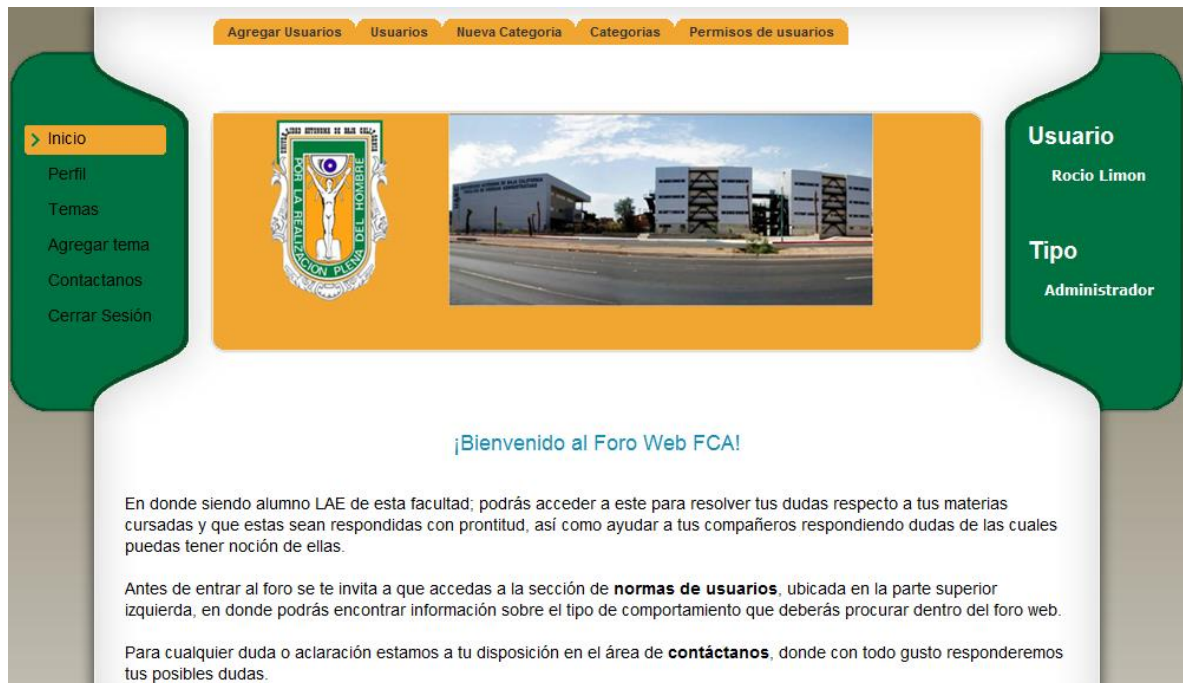 Agregar Usuarios Usuarios Nueva Categoria Categorias Permisos de usuarios
Inicio
Perfil
Temas
Agregar tema
Contactanos
Cerrar Sesión
POR LA REALIZACION PLENA DEL HOMBRE
Usuario
Rocio Limon
Tipo
Administrador
¡Bienvenido al Foro Web FCA!
En donde siendo alumno LAE de esta facultad; podrás acceder a este para resolver tus dudas respecto a tus materias
cursadas y que estas sean respondidas con prontitud, así como ayudar a tus compañeros respondiendo dudas de las cuales
puedas tener noción de ellas.
Antes de entrar al foro se te invita a que accedas a la sección de normas de usuarios, ubicada en la parte superior
izquierda, en donde podrás encontrar información sobre el tipo de comportamiento que deberás procurar dentro del foro web.
Para cualquier duda o aclaración estamos a tu disposición en el área de contáctanos, donde con todo gusto responderemos
tus posibles dudas.